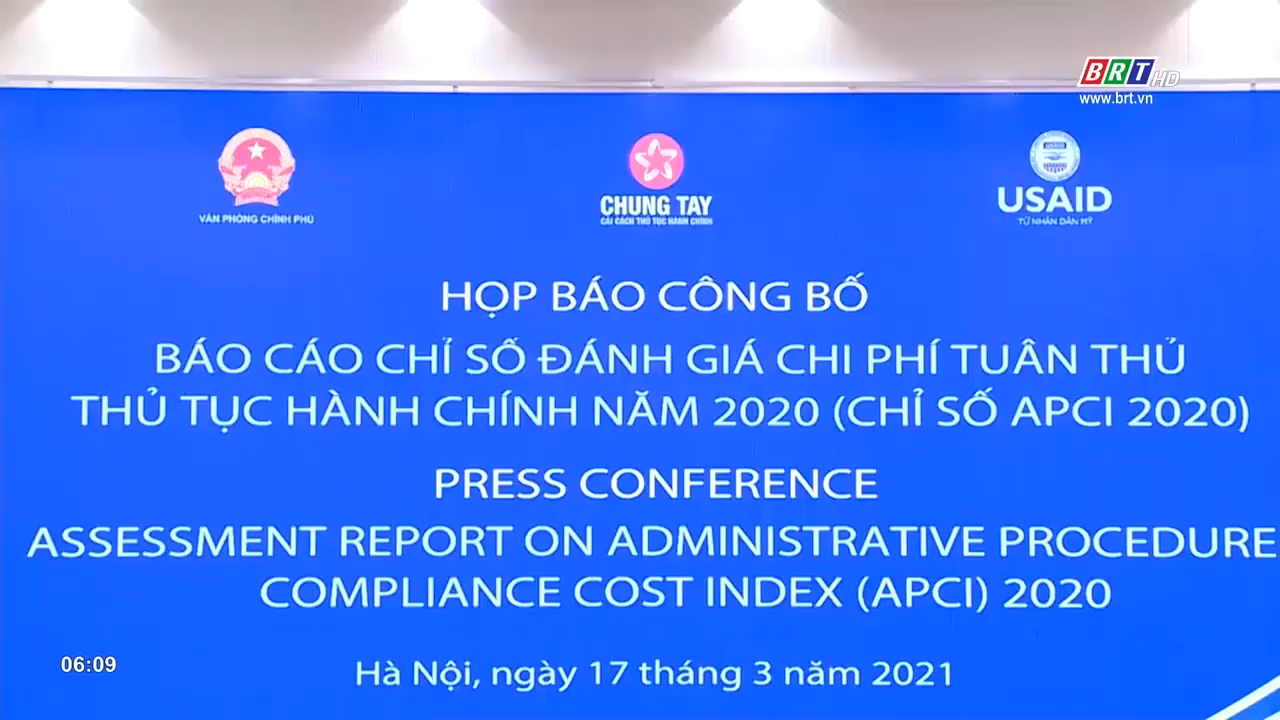 BRT HD
www.brt.vn
VĂN PHÒNG CHÍNH PHỦ
CHUNG TAY
CẢI CÁCH THỦ TỤC HÀNH CHÍNH
USAID
USAID
TỪ NHÂN DÂN MỸ
HỌP BÁO CÔNG BỐ
BÁO CÁO CHỈ SỐ ĐÁNH GIÁ CHI PHÍ TUÂN THỦ
THỦ TỤC HÀNH CHÍNH NĂM 2020 (CHỈ SỐ APCI 2020)
PRESS CONFERENCE
ASSESSMENT REPORT ON ADMINISTRATIVE PROCEDURE
COMPLIANCE COST INDEX (APCI) 2020
06:09
Hà Nội, ngày 17 tháng 3 năm 2021